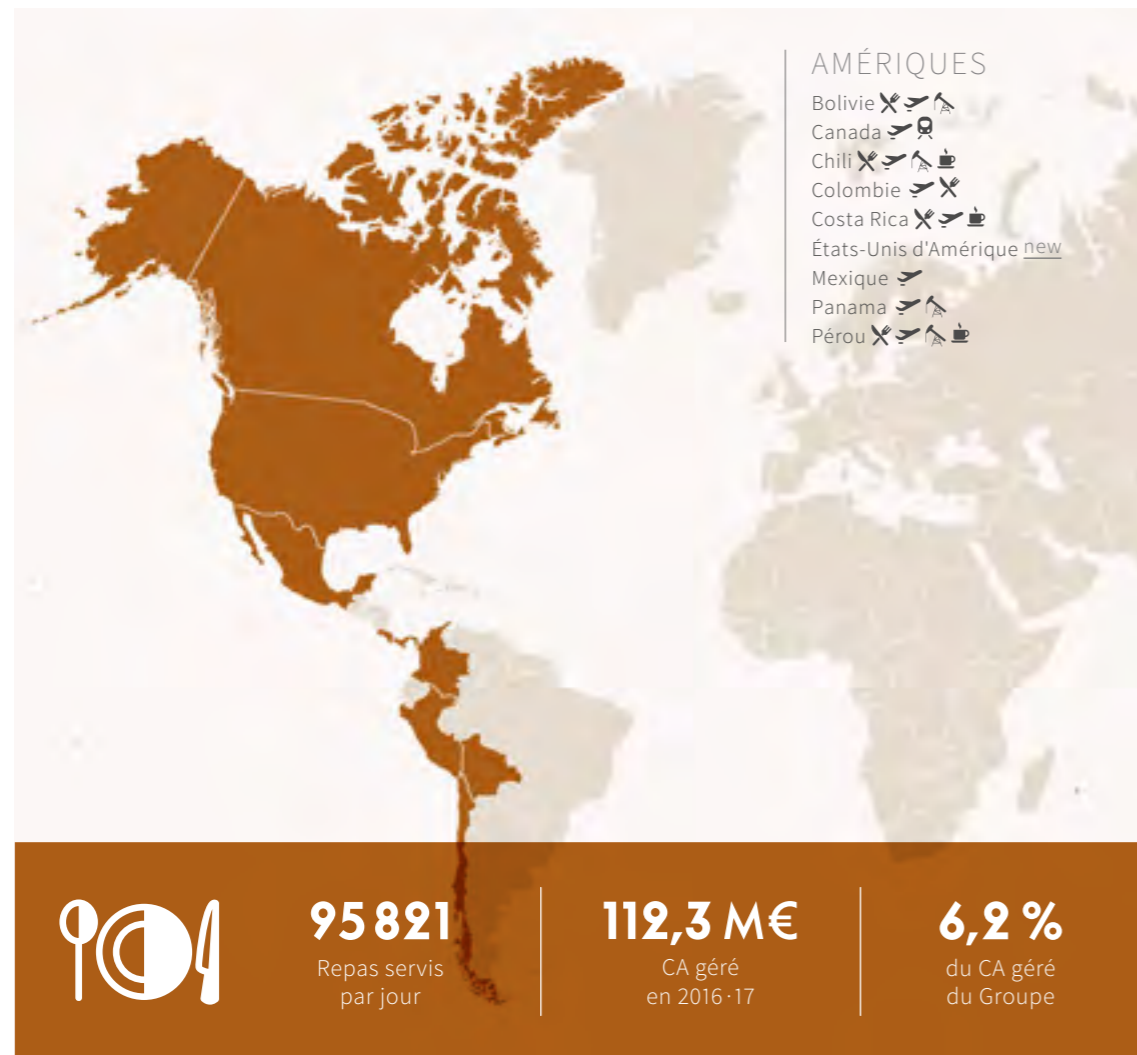 AMÉRIQUES
Bolivie
Canada
Chili
Colombie
Costa Rica
États-Unis d'Amérique new
Mexique
Panama
Pérou
95 821
Repas servis
par jour
112,3 M€
CA géré
en 2016·17
6,2 %
du CA géré
du Groupe